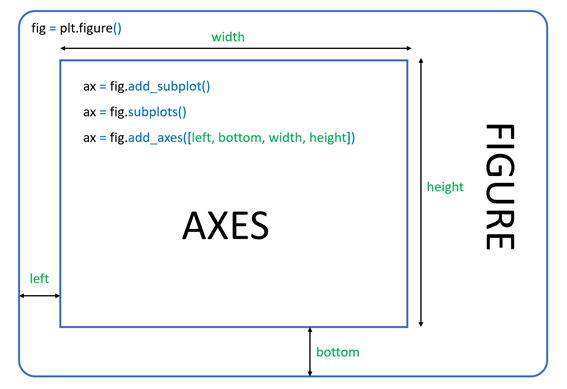 fig = plt.figure()
width
ax = fig.add_subplot()
ax = fig.subplots()
ax = fig.add_axes([left, bottom, width, height])
height
FIGURE
AXES
left
bottom